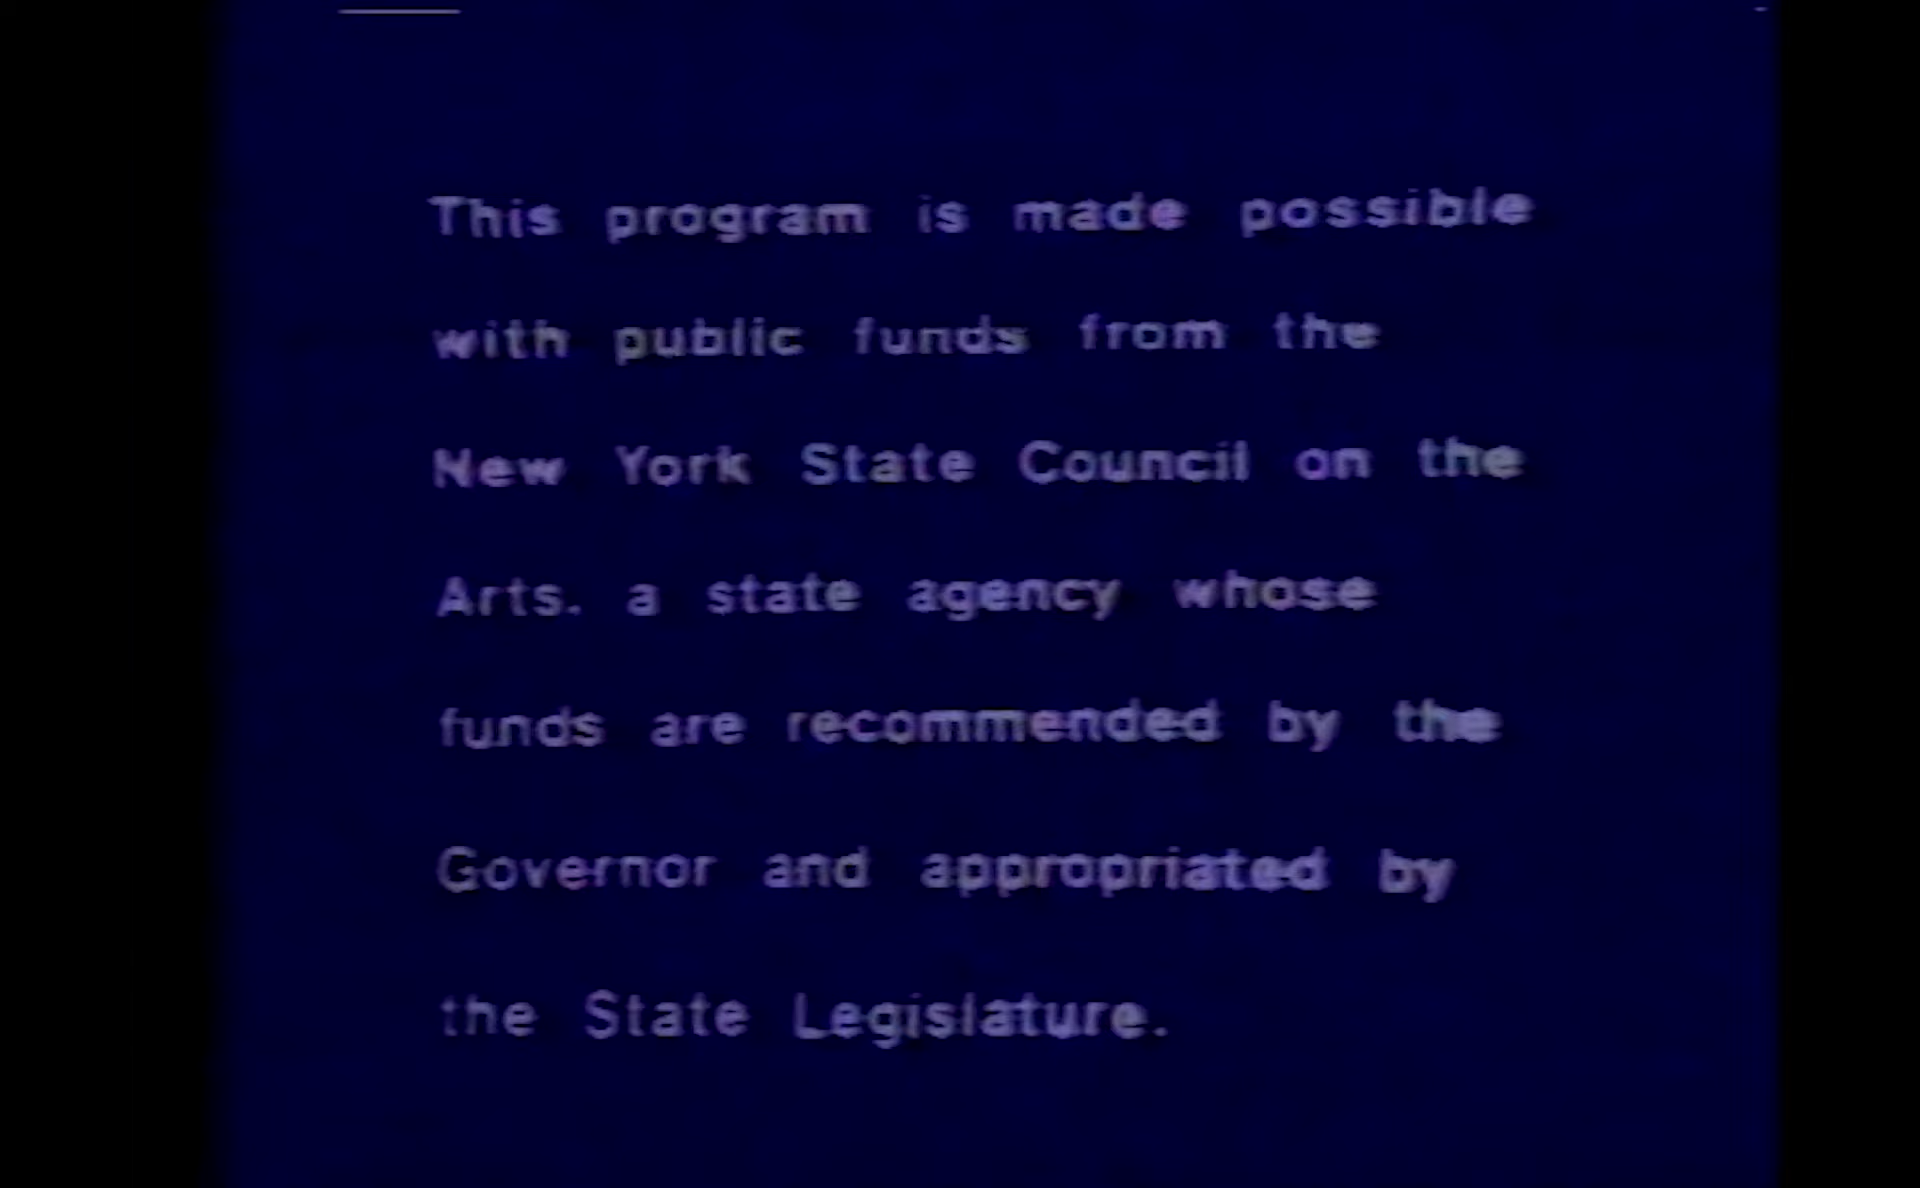 This program is made possible
with public funds from the
New York State Council on the
Arts. a state agency whose
funds are recommended by the
Governor and appropriated by
the State Legislature.